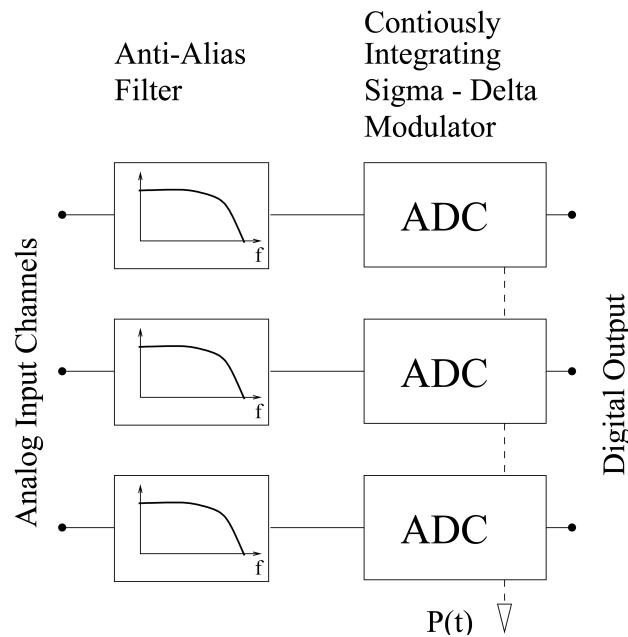 Anti-Alias
Filter
Contiously
Integrating
Sigma - Delta
Modulator
Analog Input Channels
f
ADC
f
ADC
f
ADC
Digital Output
P(t)